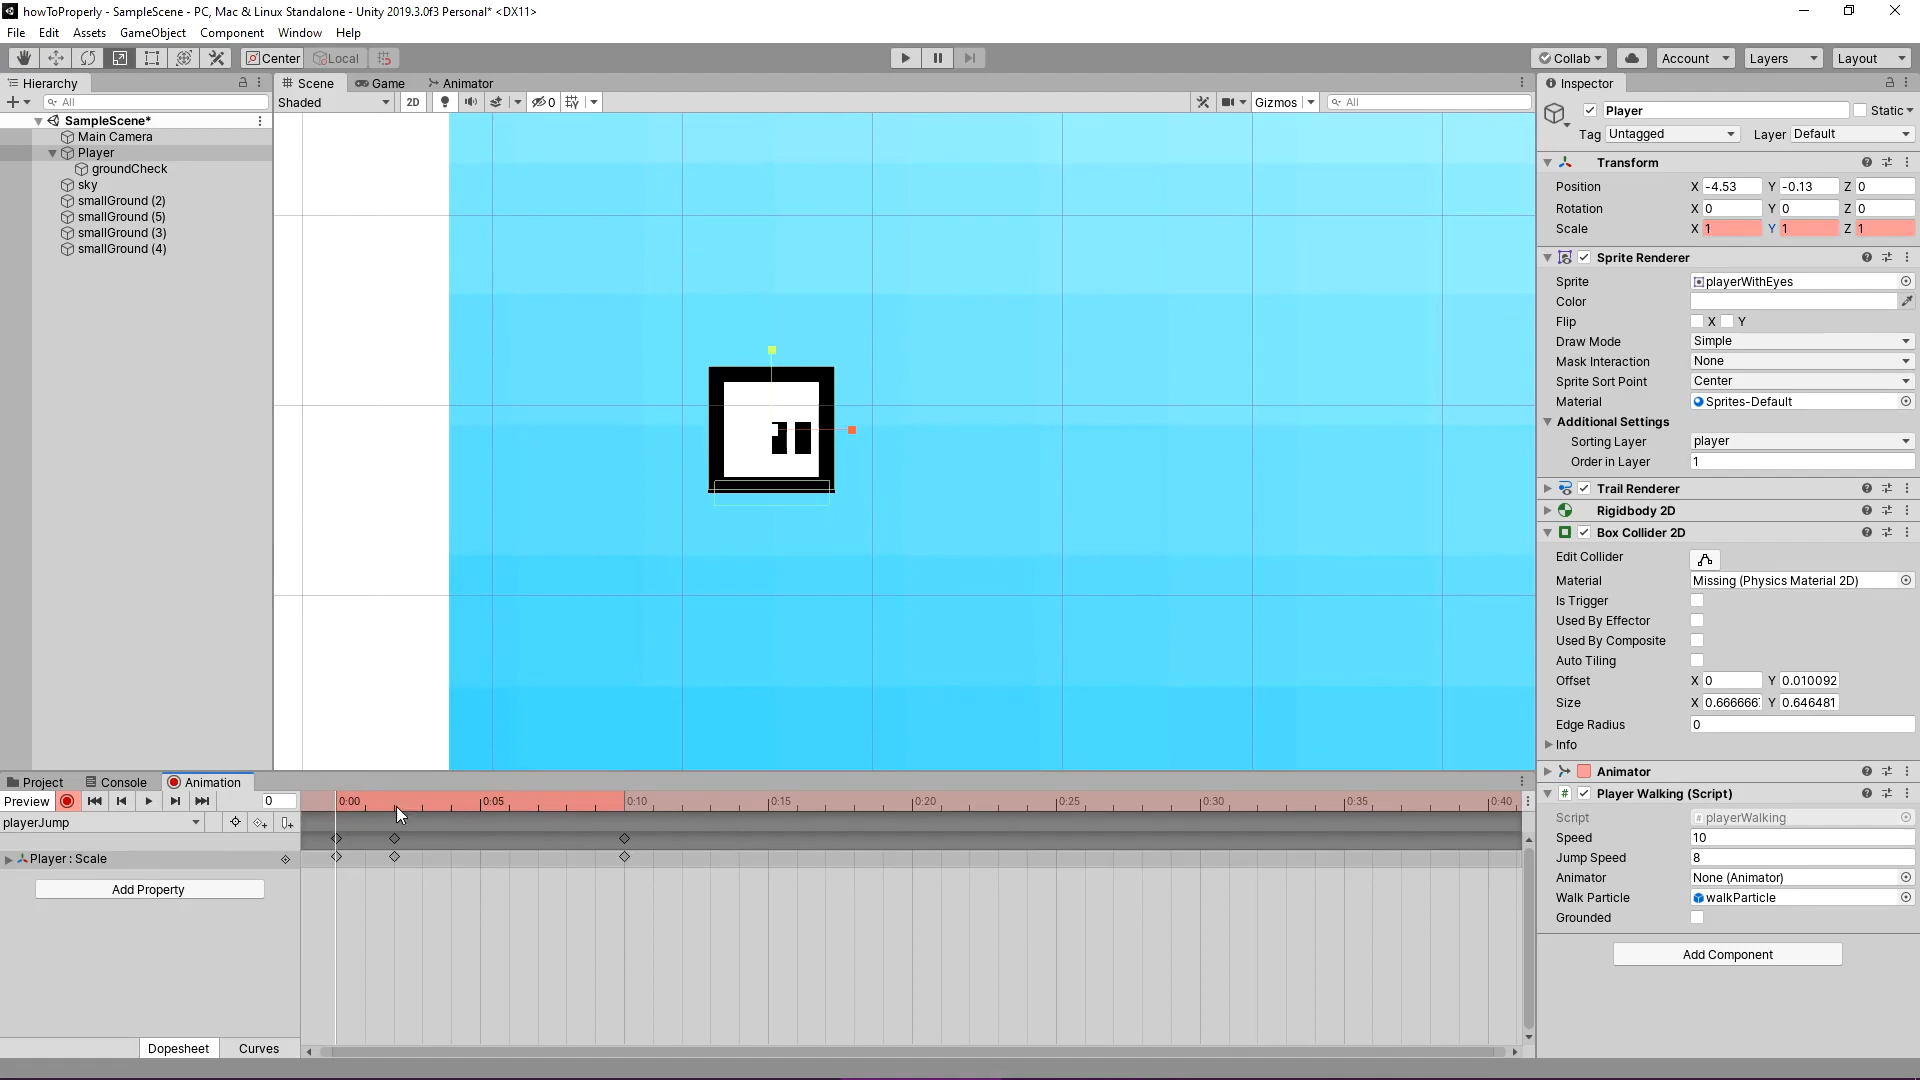 howToProperly - SampleScene - PC, Mac & Linux Standalone - Unity 2019.3.0f3 Personal* <DX11>
File Edit Assets GameObject Component Window Help
Center Local Collab Account Layers Layout
Hierarchy Scene Game Animator Inspector
All Shaded 2D 0 Gizmos All
SampleScene*
Main Camera
Player
groundCheck
sky
smallGround (2)
smallGround (5)
smallGround (3)
smallGround (4)
Player Static
Tag Untagged Layer Default
Transform
Position X -4.53 Y -0.13 Z 0
Rotation X 0 Y 0 Z 0
Scale X 1 Y 1 Z 1
Sprite Renderer
Sprite playerWithEyes
Color
Flip X Y
Draw Mode Simple
Mask Interaction None
Sprite Sort Point Center
Material Sprites-Default
Additional Settings
Sorting Layer player
Order in Layer 1
Trail Renderer
Rigidbody 2D
Box Collider 2D
Edit Collider
Material Missing (Physics Material 2D)
Is Trigger
Used By Effector
Used By Composite
Auto Tiling
Offset X 0 Y 0.010092
Size X 0.666666 Y 0.646481
Edge Radius 0
Info
Animator
# Player Walking (Script)
Script # playerWalking
Speed 10
Jump Speed 8
Animator None (Animator)
Walk Particle walkParticle
Grounded
Add Component
Project Console Animation
Preview 0 0:00 0:05 0:10 0:15 0:20 0:25 0:30 0:35 0:40
playerJump
Player : Scale
Add Property
Dopesheet Curves